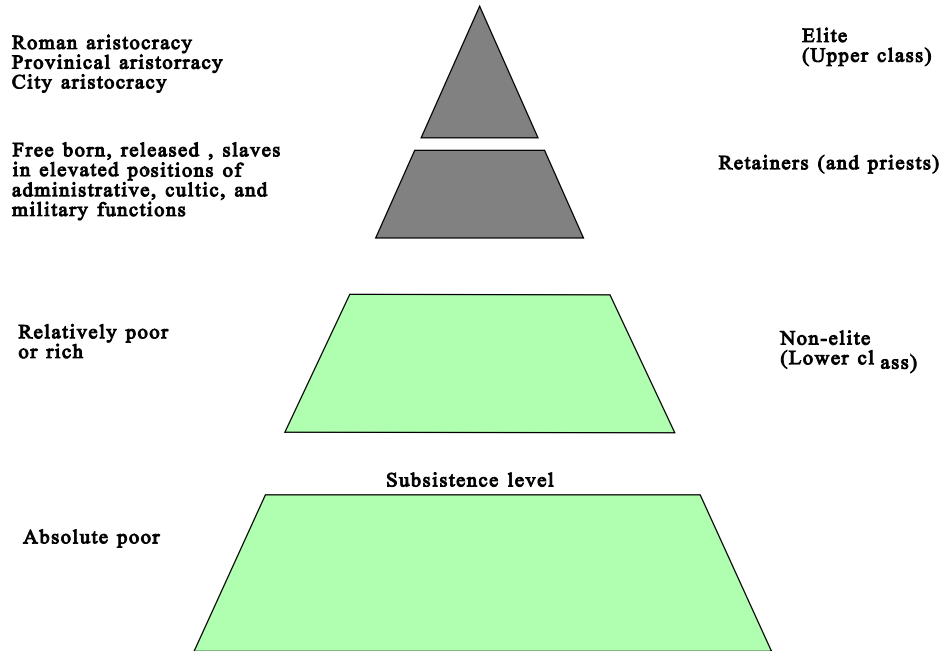 Roman aristocracy
Provinical aristorracy
City aristocracy
Elite
(Upper class)
Free born, released , slaves
in elevated positions of
administrative, cultic, and
military functions
Retainers (and priests)
Relatively poor
or rich
Non-elite
(Lower cl ass)
Subsistence level
Absolute poor